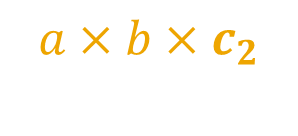 a × b × c₂